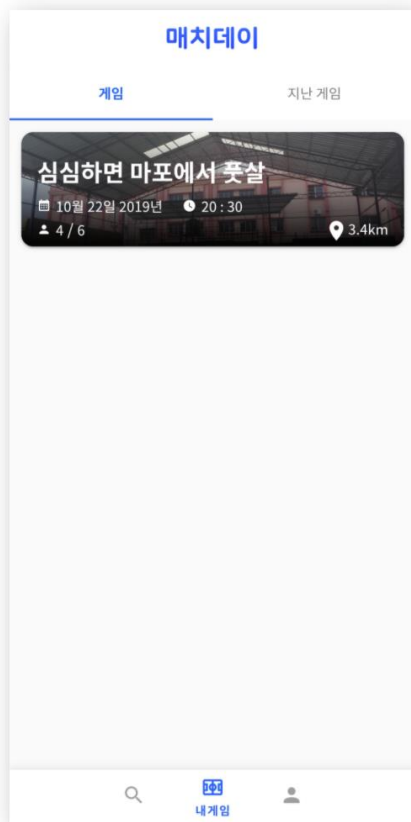 매치데이
게임 지난 게임
심심하면 마포에서 풋살
10월 22일 2019년 20 : 30
4 / 6 3.4km
내게임